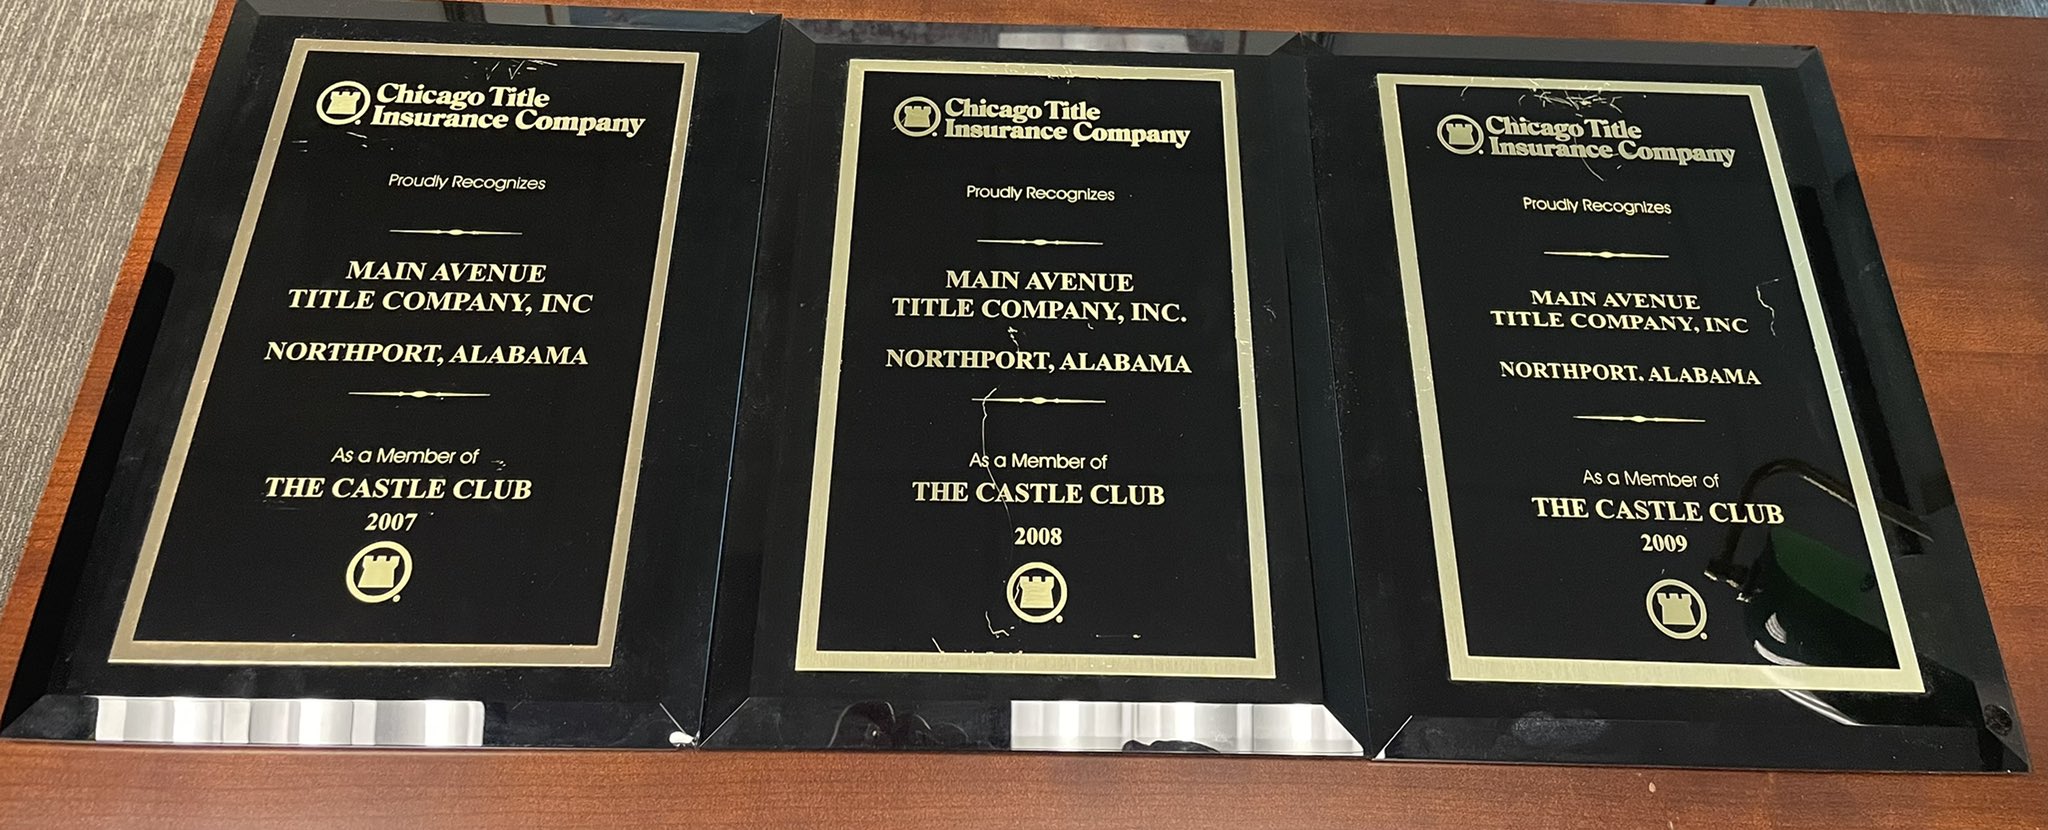 Chicago Title
Insurance Company
Proudly Recognizes
MAIN AVENUE
TITLE COMPANY, INC
NORTHPORT, ALABAMA
As a Member of
THE CASTLE CLUB
2007
Chicago Title
Insurance Company
Proudly Recognizes
MAIN AVENUE
TITLE COMPANY, INC.
NORTHPORT, ALABAMA
As a Member of
THE CASTLE CLUB
2008
Chicago Title
Insurance Company
Proudly Recognizes
MAIN AVENUE
TITLE COMPANY, INC
NORTHPORT, ALABAMA
As a Member of
THE CASTLE CLUB
2009